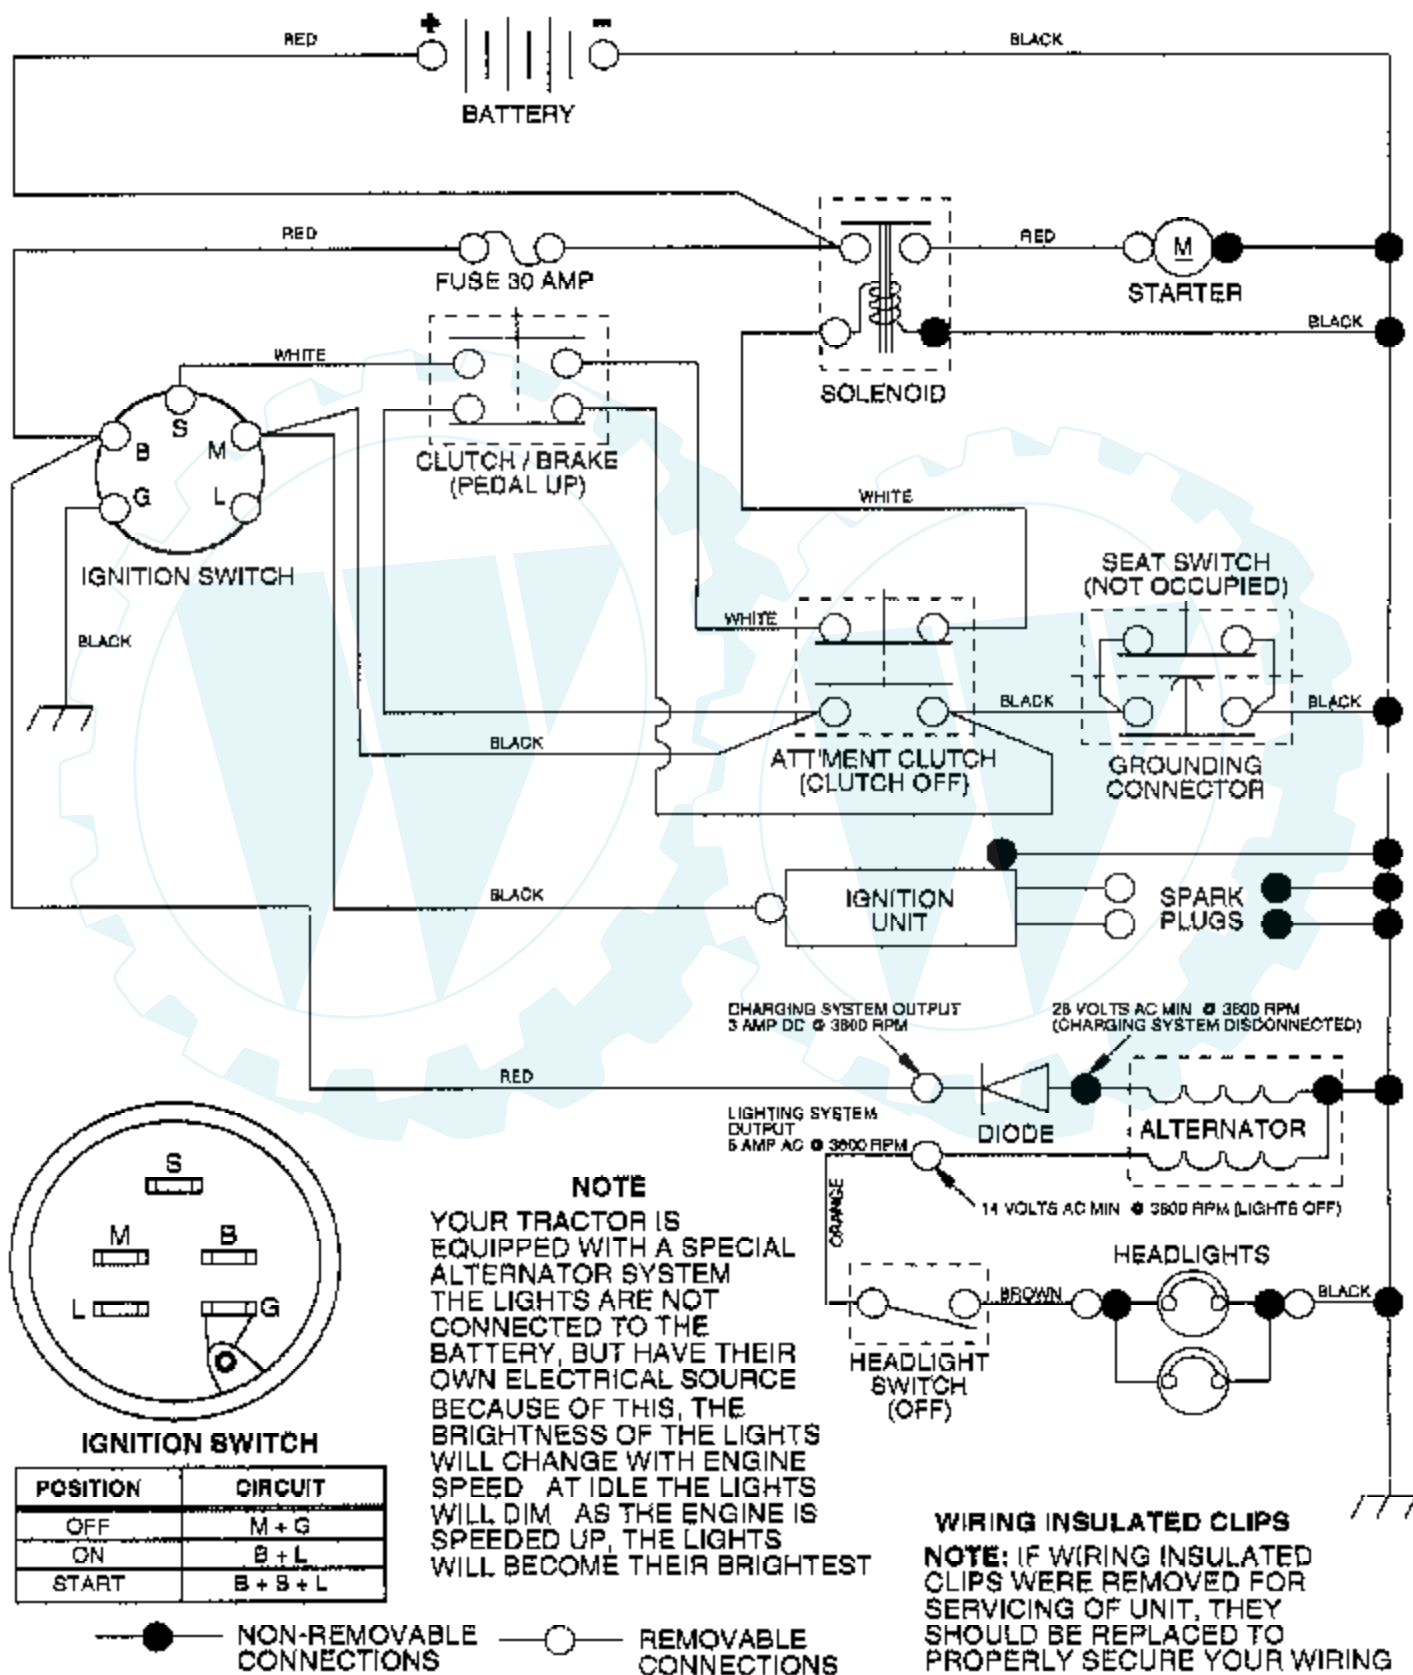 + -
RED
BLACK
BATTERY
RED
RED
M
FUSE 30 AMP
STARTER
BLACK
WHITE
SOLENOID
S
B
M
G
L
CLUTCH / BRAKE
(PEDAL UP)
WHITE
IGNITION SWITCH
SEAT SWITCH
(NOT OCCUPIED)
BLACK
WHITE
BLACK
BLACK
BLACK
ATT'MENT CLUTCH
(CLUTCH OFF)
GROUNDING
CONNECTOR
BLACK
IGNITION
UNIT
SPARK
PLUGS
CHARGING SYSTEM OUTPUT
3 AMP DC @ 3600 RPM
28 VOLTS AC MIN @ 3600 RPM
(CHARGING SYSTEM DISCONNECTED)
RED
DIODE
ALTERNATOR
LIGHTING SYSTEM
OUTPUT
5 AMP AC @ 3600 RPM
ORANGE
14 VOLTS AC MIN @ 3600 RPM (LIGHTS OFF)
HEADLIGHTS
BROWN
BLACK
HEADLIGHT
SWITCH
(OFF)
S
M
B
L
G
IGNITION SWITCH
POSITION CIRCUIT
OFF M + G
ON B + L
START B + S + L
NOTE
YOUR TRACTOR IS
EQUIPPED WITH A SPECIAL
ALTERNATOR SYSTEM
THE LIGHTS ARE NOT
CONNECTED TO THE
BATTERY, BUT HAVE THEIR
OWN ELECTRICAL SOURCE
BECAUSE OF THIS, THE
BRIGHTNESS OF THE LIGHTS
WILL CHANGE WITH ENGINE
SPEED AT IDLE THE LIGHTS
WILL DIM AS THE ENGINE IS
SPEEDED UP, THE LIGHTS
WILL BECOME THEIR BRIGHTEST
WIRING INSULATED CLIPS
NOTE: IF WIRING INSULATED
CLIPS WERE REMOVED FOR
SERVICING OF UNIT, THEY
SHOULD BE REPLACED TO
PROPERLY SECURE YOUR WIRING
NON-REMOVABLE
CONNECTIONS
REMOVABLE
CONNECTIONS